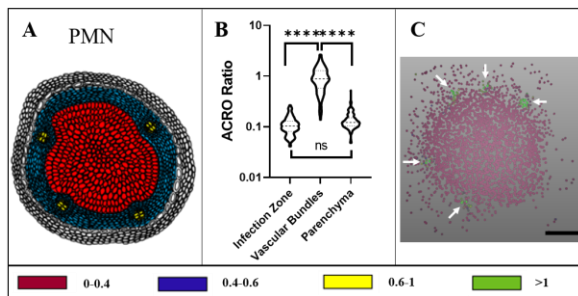 A
PMN
B
**** ****
ACRO Ratio
10
1
0.1
0.01
ns
Infection Zone
Vascular Bundles
Parenchyma
C
0-0.4
0.4-0.6
0.6-1
>1